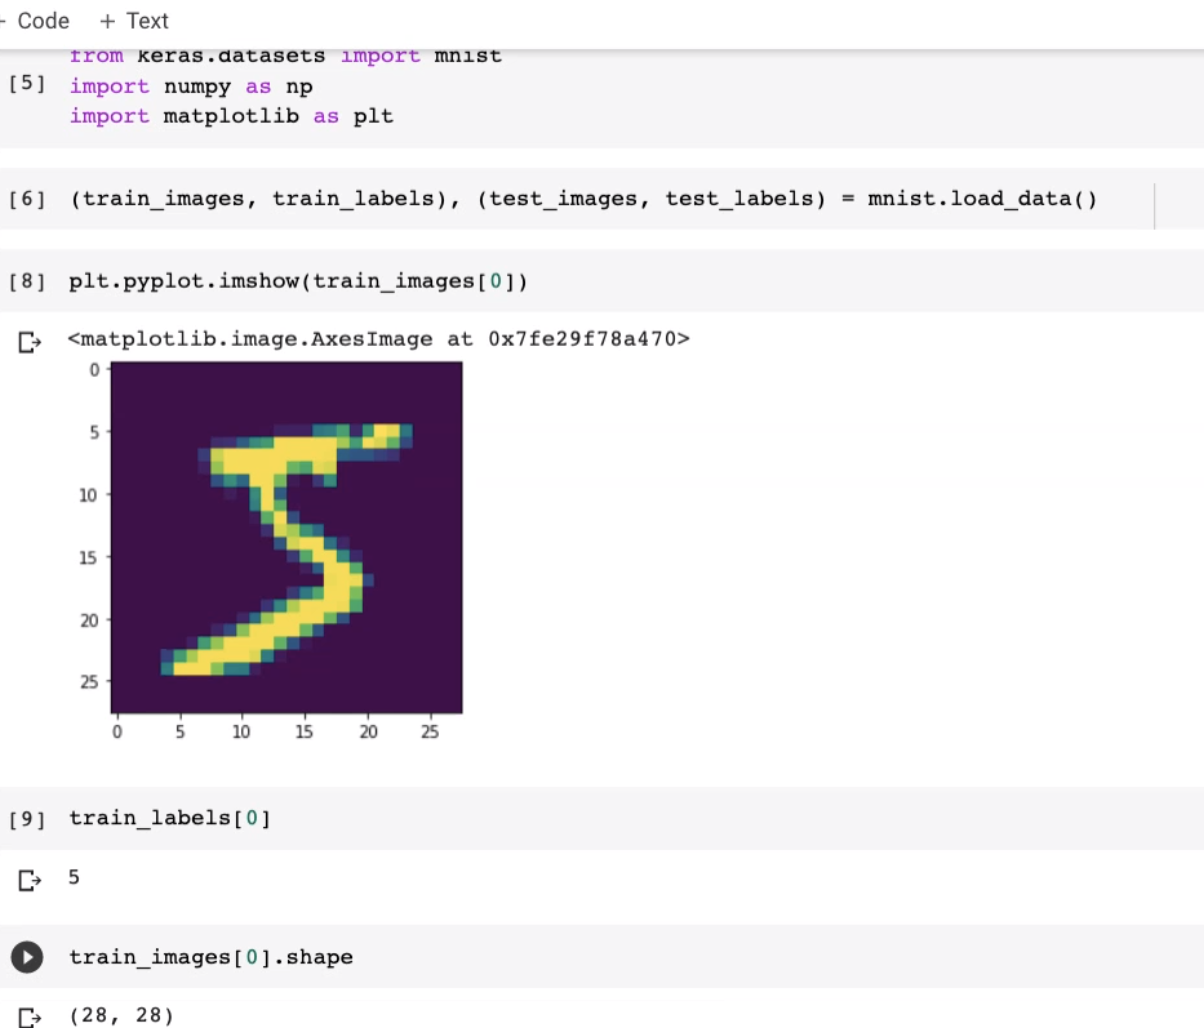 + Code + Text
from keras.datasets import mnist
[5] import numpy as np
import matplotlib as plt
[6] (train_images, train_labels), (test_images, test_labels) = mnist.load_data()
[8] plt.pyplot.imshow(train_images[0])
<matplotlib.image.AxesImage at 0x7fe29f78a470>
0
5
10
15
20
25
0 5 10 15 20 25
[9] train_labels[0]
5
train_images[0].shape
(28, 28)